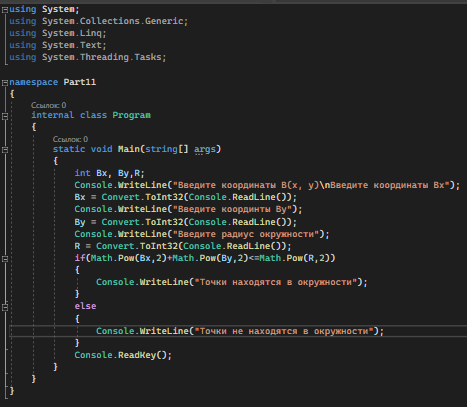 using System;
using System.Collections.Generic;
using System.Linq;
using System.Text;
using System.Threading.Tasks;
namespace Part11
{
Ссылок: 0
internal class Program
{
Ссылок: 0
static void Main(string[] args)
{
int Bx, By,R;
Console.WriteLine("Введите координаты B(x, y)\nВведите координаты Bx");
Bx = Convert.ToInt32(Console.ReadLine());
Console.WriteLine("Введите координты By");
By = Convert.ToInt32(Console.ReadLine());
Console.WriteLine("Введите радиус окружности");
R = Convert.ToInt32(Console.ReadLine());
if(Math.Pow(Bx,2)+Math.Pow(By,2)<=Math.Pow(R,2))
{
Console.WriteLine("Точки находятся в окружности");
}
else
{
Console.WriteLine("Точки не находятся в окружности");
}
Console.ReadKey();
}
}
}